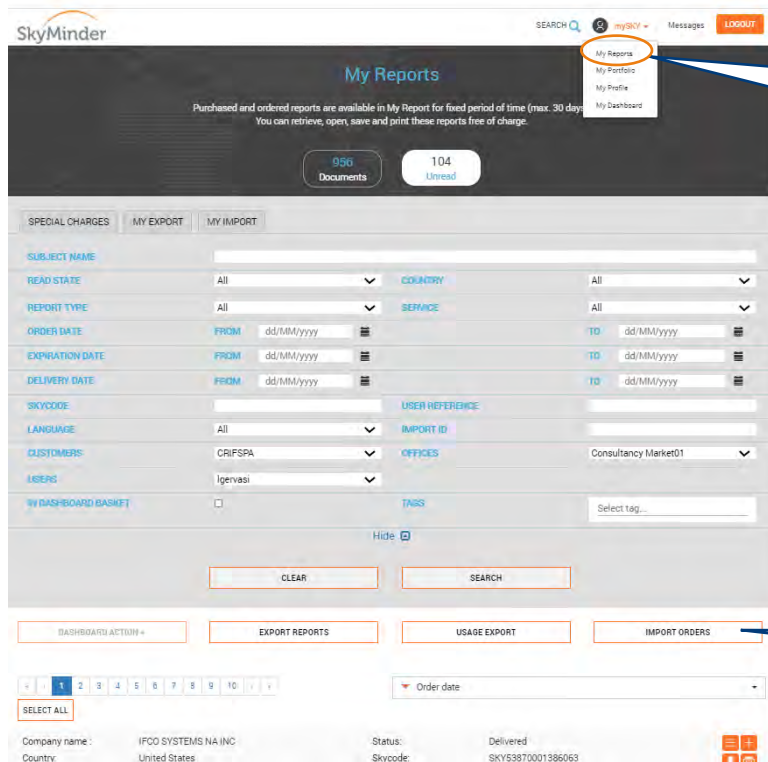 SkyMinder
SEARCH mySKY Messages LOGOUT
My Reports
My Portfolio
My Profile
My Dashboard
My Reports
Purchased and ordered reports are available in My Report for fixed period of time (max. 30 days
You can retrieve, open, save and print these reports free of charge.
956 104
Documents Unread
SPECIAL CHARGES MY EXPORT MY IMPORT
SUBJECT NAME
READ STATE All COUNTRY All
REPORT TYPE All SERVICE All
ORDER DATE FROM dd/MM/yyyy TO dd/MM/yyyy
EXPIRATION DATE FROM dd/MM/yyyy TO dd/MM/yyyy
DELIVERY DATE FROM dd/MM/yyyy TO dd/MM/yyyy
SKYCODE USER REFERENCE
LANGUAGE All IMPORT ID
CUSTOMERS CRIFSPA OFFICES Consultancy Market01
USERS Igervasi
IN DASHBOARD BASKET TAGS Select tag...
Hide
CLEAR SEARCH
DASHBOARD ACTION EXPORT REPORTS USAGE EXPORT IMPORT ORDERS
« ‹ 1 2 3 4 5 6 7 8 9 10 › » Order date
SELECT ALL
Company name : IFCO SYSTEMS NA INC Status: Delivered
Country: United States Skycode: SKY53870001386063